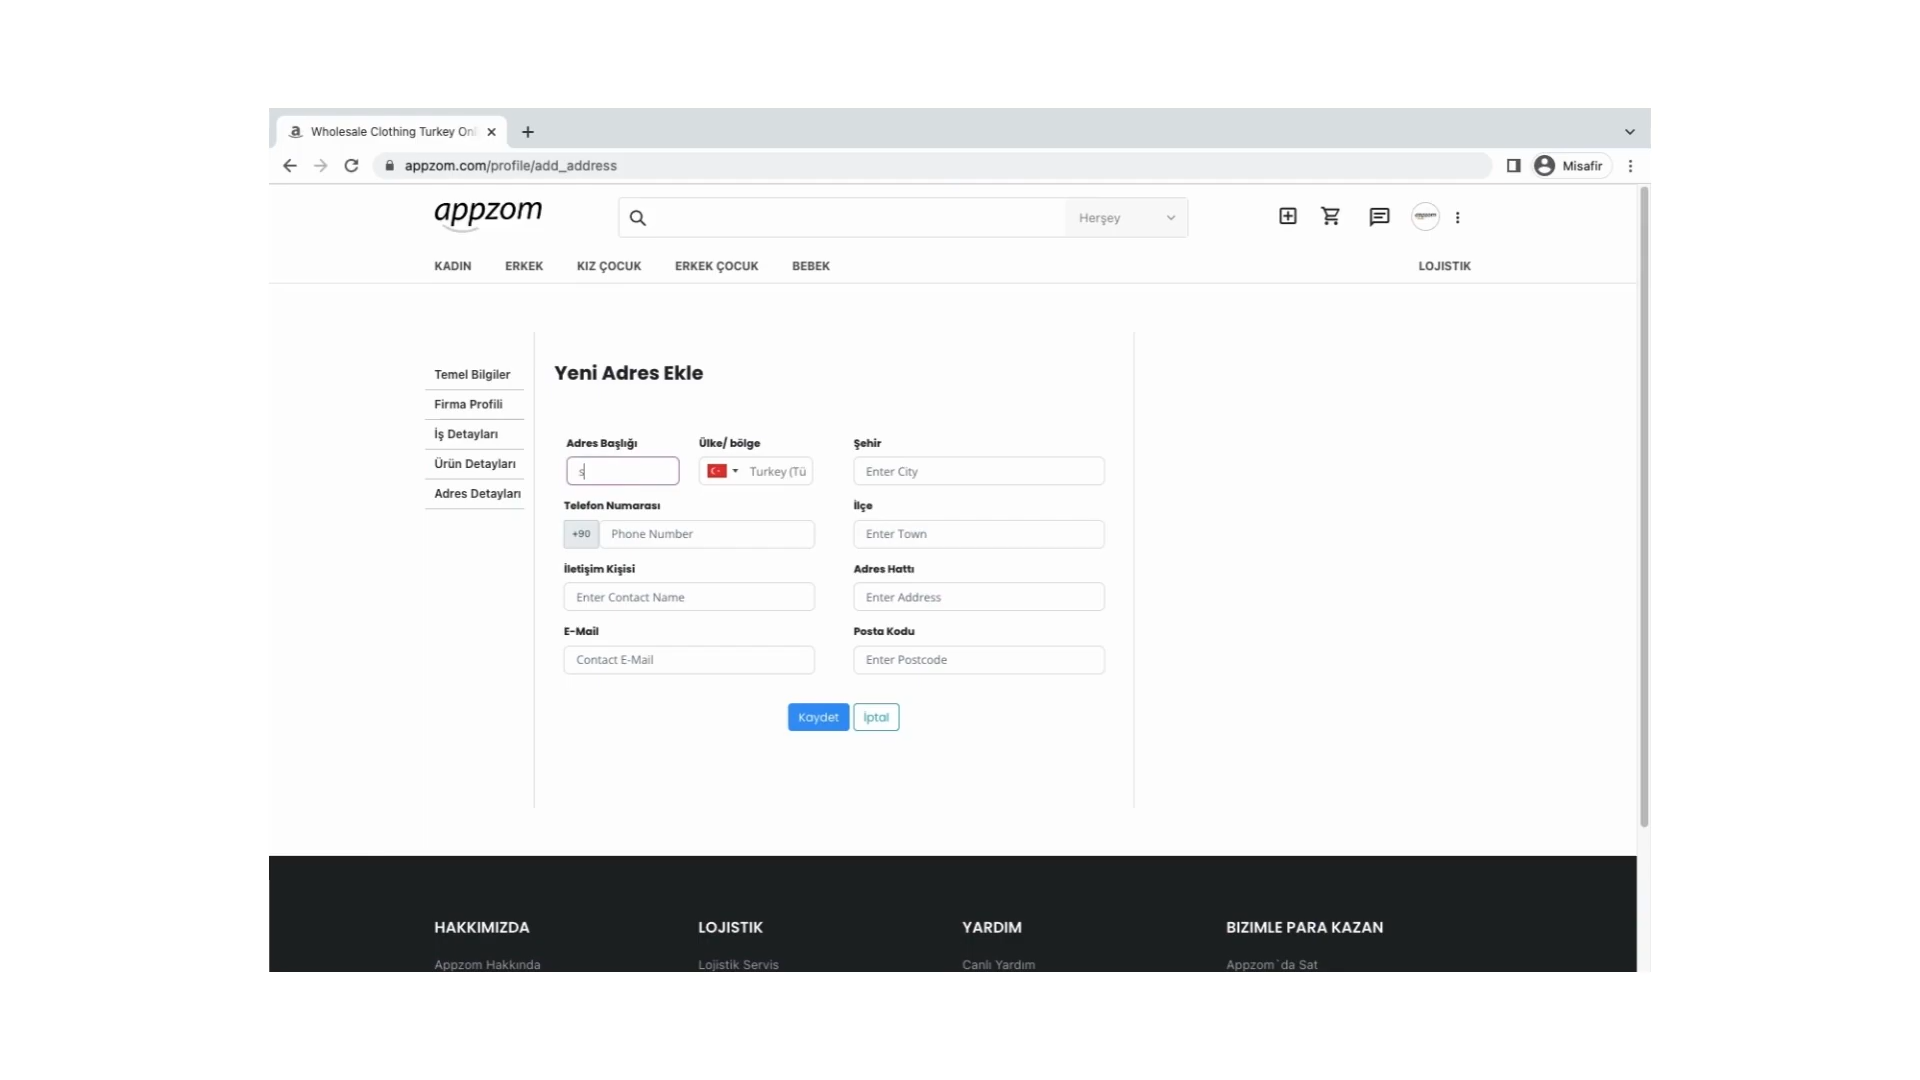 Wholesale Clothing Turkey Onl
appzom.com/profile/add_address
Misafir
appzom
Herşey
KADIN ERKEK KIZ ÇOCUK ERKEK ÇOCUK BEBEK LOJISTIK
Temel Bilgiler
Firma Profili
İş Detayları
Ürün Detayları
Adres Detayları
Yeni Adres Ekle
Adres Başlığı Ülke/ bölge Şehir
s Turkey (Tü Enter City
Telefon Numarası İlçe
+90 Phone Number Enter Town
İletişim Kişisi Adres Hattı
Enter Contact Name Enter Address
E-Mail Posta Kodu
Contact E-Mail Enter Postcode
Kaydet İptal
HAKKIMIZDA LOJISTIK YARDIM BIZIMLE PARA KAZAN
Appzom Hakkında Lojistik Servis Canlı Yardım Appzom`da Sat